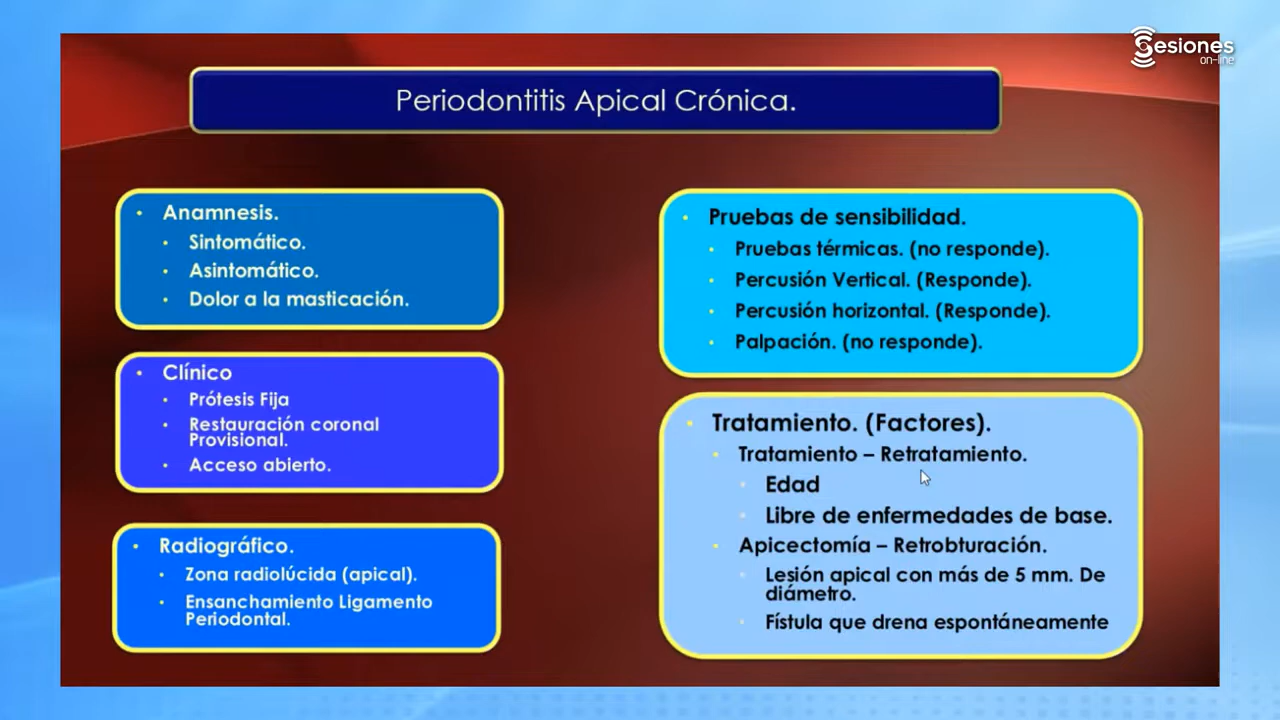 Sesiones
on-line
Periodontitis Apical Crónica.
• Anamnesis.
• Sintomático.
• Asintomático.
• Dolor a la masticación.
• Clínico
• Prótesis Fija
• Restauración coronal
Provisional.
• Acceso abierto.
• Radiográfico.
• Zona radiolúcida (apical).
• Ensanchamiento Ligamento
Periodontal.
• Pruebas de sensibilidad.
• Pruebas térmicas. (no responde).
• Percusión Vertical. (Responde).
• Percusión horizontal. (Responde).
• Palpación. (no responde).
• Tratamiento. (Factores).
• Tratamiento – Retratamiento.
• Edad
• Libre de enfermedades de base.
• Apicectomía – Retrobturación.
• Lesión apical con más de 5 mm. De
diámetro.
• Fístula que drena espontáneamente